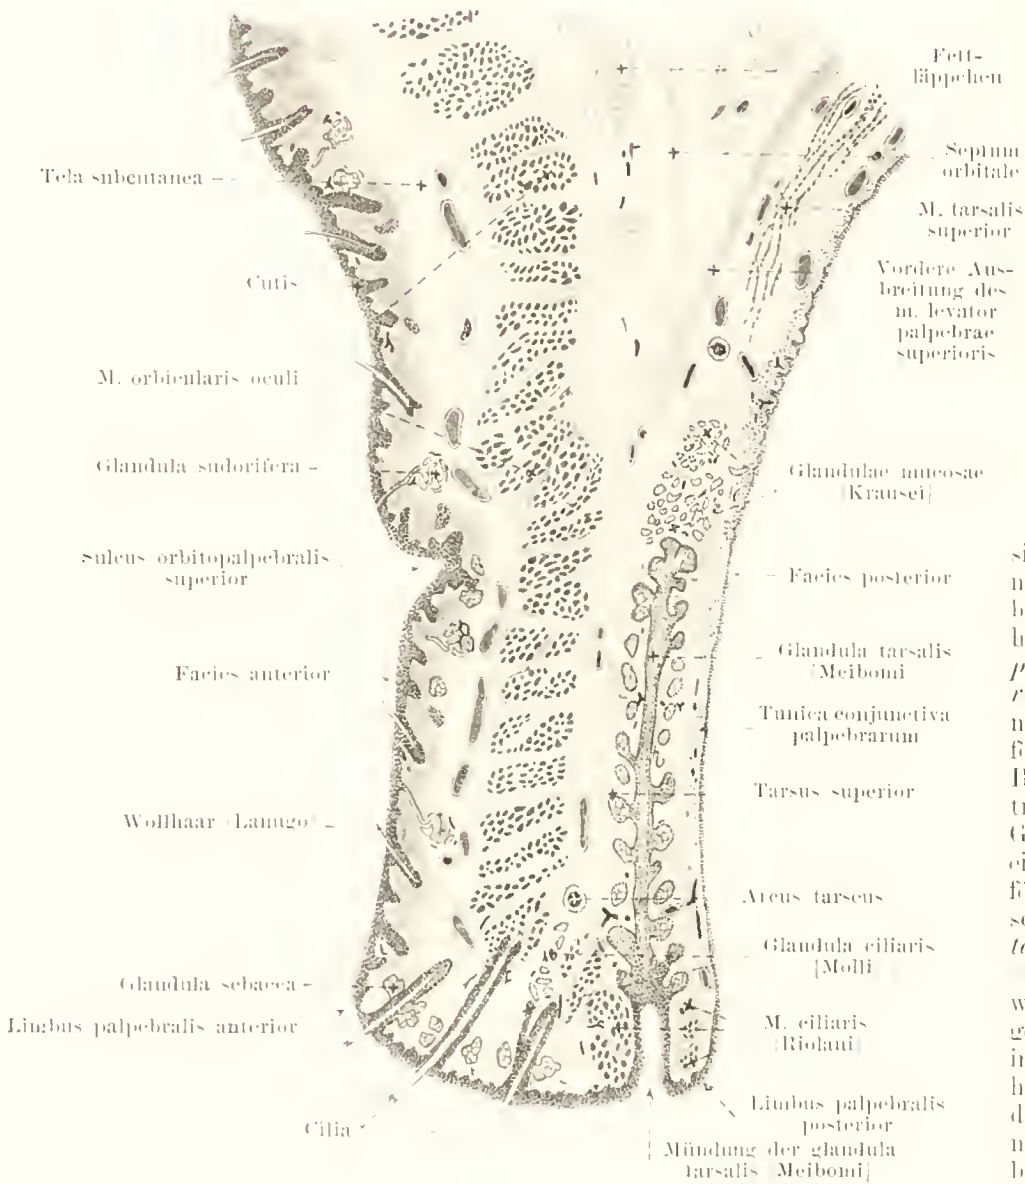 Fett-
läppchen
Septum
orbitale
M. tarsalis
superior
Vordere Aus-
breitung des
m. levator
palpebrae
superioris
Glandulae mucosae
[Krausei]
Facies posterior
Glandula tarsalis
[Meibomi
Tunica conjunctiva
palpebrarum
Tarsus superior
Arcus tarseus
Glandula ciliaris
[Molli
M. ciliaris
[Riolani]
Limbus palpebralis
posterior
Mündung der glandula
tarsalis [Meibomi]
Tela subcutanea
Cutis
M. orbicularis oculi
Glandula sudorifera
Sulcus orbitopalpebralis
superior
Facies anterior
Wollhaar (Lanugo)
Glandula sebacea
Limbus palpebralis anterior
Cilia